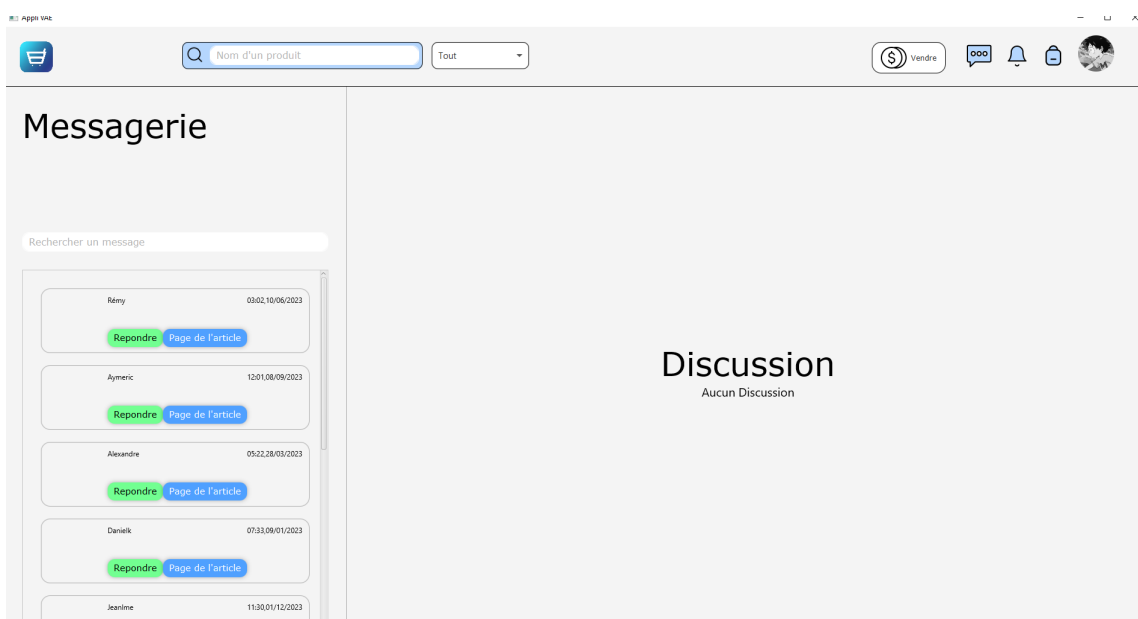 Appli VAE
Nom d'un produit
Tout
Vendre
Messagerie
Rechercher un message
Rémy 03:02,10/06/2023
Repondre Page de l'article
Aymeric 12:01,08/09/2023
Repondre Page de l'article
Alexandre 05:22,28/03/2023
Repondre Page de l'article
Danielk 07:33,09/01/2023
Repondre Page de l'article
Jeanlme 11:30,01/12/2023
Discussion
Aucun Discussion